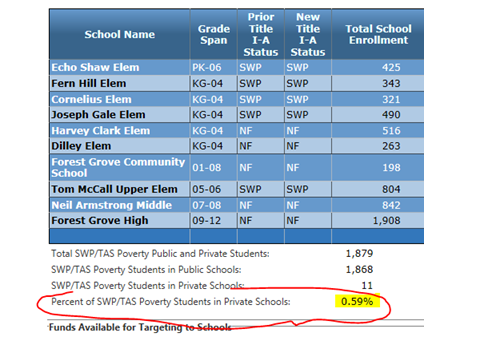 School Name Grade Span Prior Title I-A Status New Title I-A Status Total School Enrollment
Echo Shaw Elem PK-06 SWP SWP 425
Fern Hill Elem KG-04 SWP SWP 343
Cornelius Elem KG-04 SWP SWP 321
Joseph Gale Elem KG-04 SWP SWP 490
Harvey Clark Elem KG-04 NF NF 516
Dilley Elem KG-04 NF NF 263
Forest Grove Community School 01-08 NF NF 198
Tom McCall Upper Elem 05-06 SWP SWP 804
Neil Armstrong Middle 07-08 NF NF 842
Forest Grove High 09-12 NF NF 1,908
Total SWP/TAS Poverty Public and Private Students: 1,879
SWP/TAS Poverty Students in Public Schools: 1,868
SWP/TAS Poverty Students in Private Schools: 11
Percent of SWP/TAS Poverty Students in Private Schools: 0.59%
Funds Available for Targeting to Schools